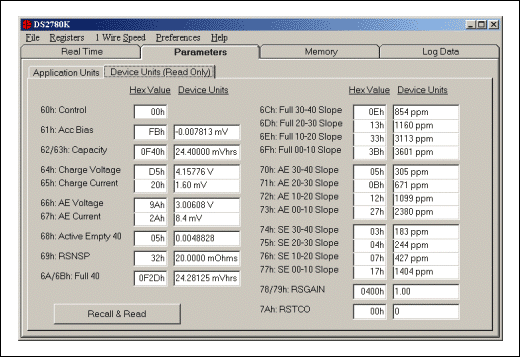 DS2780K
File Registers 1 Wire Speed Preferences Help
Real Time Parameters Memory Log Data
Application Units Device Units (Read Only)
Hex Value Device Units
60h: Control 00h
61h: Acc Bias FBh -0.007813 mV
62/63h: Capacity 0F40h 24.40000 mVhrs
64h: Charge Voltage D5h 4.15776 V
65h: Charge Current 20h 1.60 mV
66h: AE Voltage 9Ah 3.00608 V
67h: AE Current 2Ah 8.4 mV
68h: Active Empty 40 05h 0.0048828
69h: RSNSP 32h 20.0000 mOhms
6A/6Bh: Full 40 0F2Dh 24.28125 mVhrs
Recall & Read
Hex Value Device Units
6Ch: Full 30-40 Slope 0Eh 854 ppm
6Dh: Full 20-30 Slope 13h 1160 ppm
6Eh: Full 10-20 Slope 33h 3113 ppm
6Fh: Full 00-10 Slope 3Bh 3601 ppm
70h: AE 30-40 Slope 05h 305 ppm
71h: AE 20-30 Slope 0Bh 671 ppm
72h: AE 10-20 Slope 12h 1099 ppm
73h: AE 00-10 Slope 27h 2380 ppm
74h: SE 30-40 Slope 03h 183 ppm
75h: SE 20-30 Slope 04h 244 ppm
76h: SE 10-20 Slope 07h 427 ppm
77h: SE 00-10 Slope 17h 1404 ppm
78/79h: RSGAIN 0400h 1.00
7Ah: RSTCO 00h 0